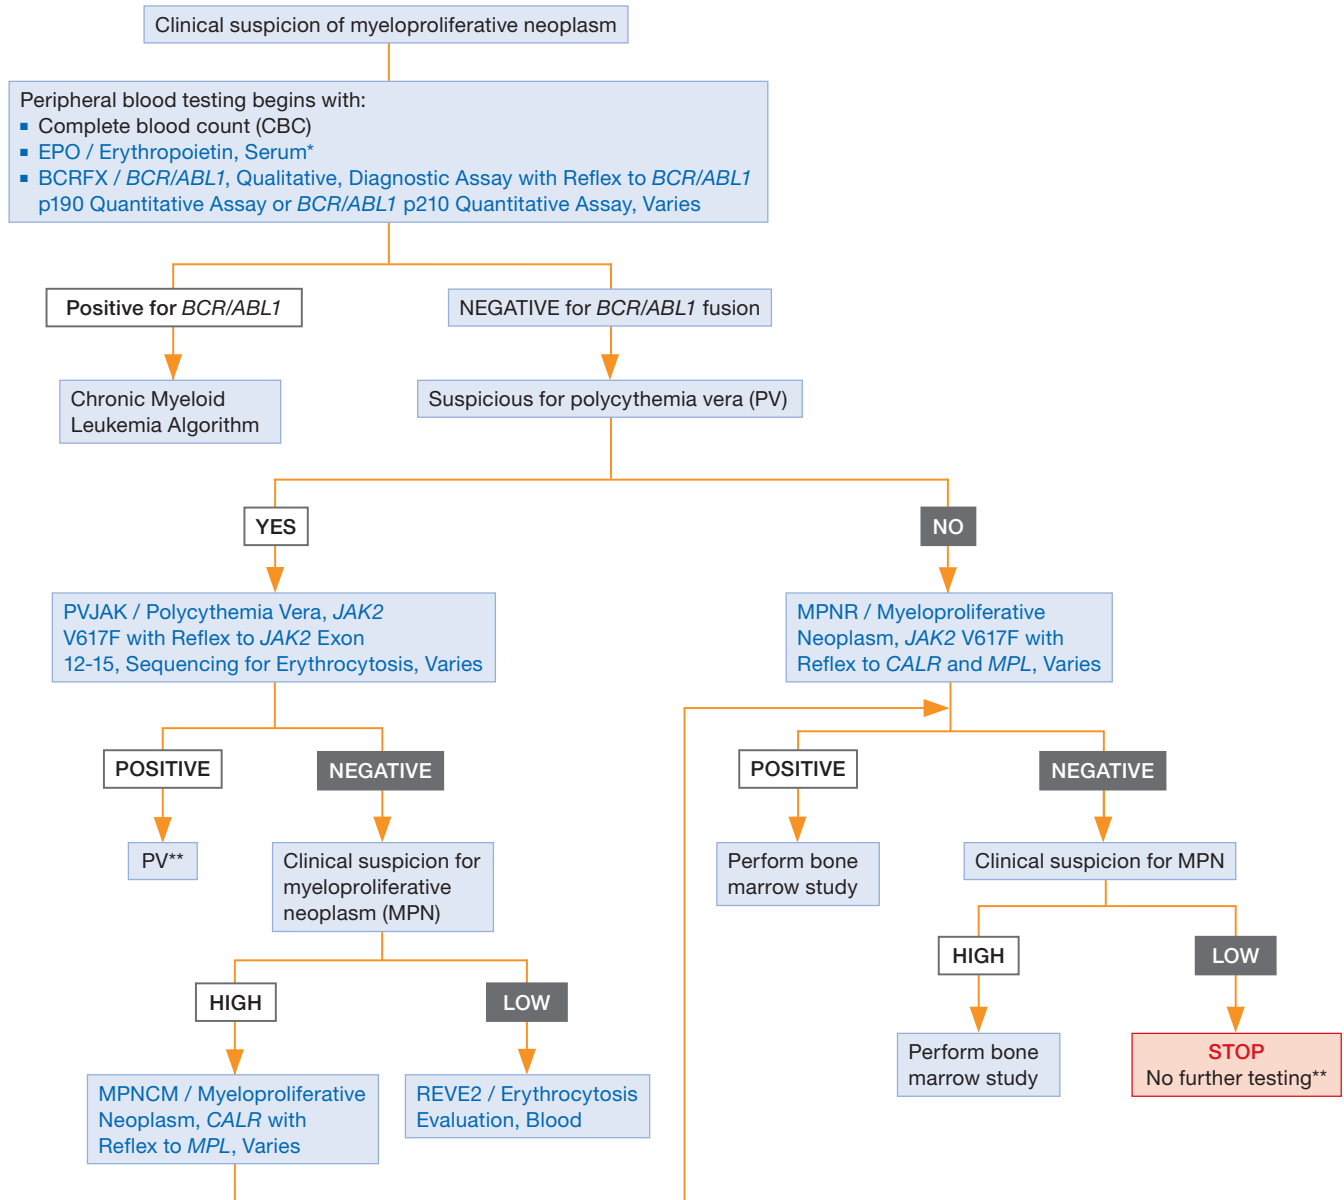 Clinical suspicion of myeloproliferative neoplasm
Peripheral blood testing begins with:
▪ Complete blood count (CBC)
▪ EPO / Erythropoietin, Serum*
▪ BCRFX / BCR/ABL1, Qualitative, Diagnostic Assay with Reflex to BCR/ABL1
p190 Quantitative Assay or BCR/ABL1 p210 Quantitative Assay, Varies
Positive for BCR/ABL1
NEGATIVE for BCR/ABL1 fusion
Chronic Myeloid
Leukemia Algorithm
Suspicious for polycythemia vera (PV)
YES
NO
PVJAK / Polycythemia Vera, JAK2
V617F with Reflex to JAK2 Exon
12-15, Sequencing for Erythrocytosis, Varies
MPNR / Myeloproliferative
Neoplasm, JAK2 V617F with
Reflex to CALR and MPL, Varies
POSITIVE
NEGATIVE
POSITIVE
NEGATIVE
PV**
Clinical suspicion for
myeloproliferative
neoplasm (MPN)
Perform bone
marrow study
Clinical suspicion for MPN
HIGH
LOW
HIGH
LOW
MPNCM / Myeloproliferative
Neoplasm, CALR with
Reflex to MPL, Varies
REVE2 / Erythrocytosis
Evaluation, Blood
Perform bone
marrow study
STOP
No further testing**